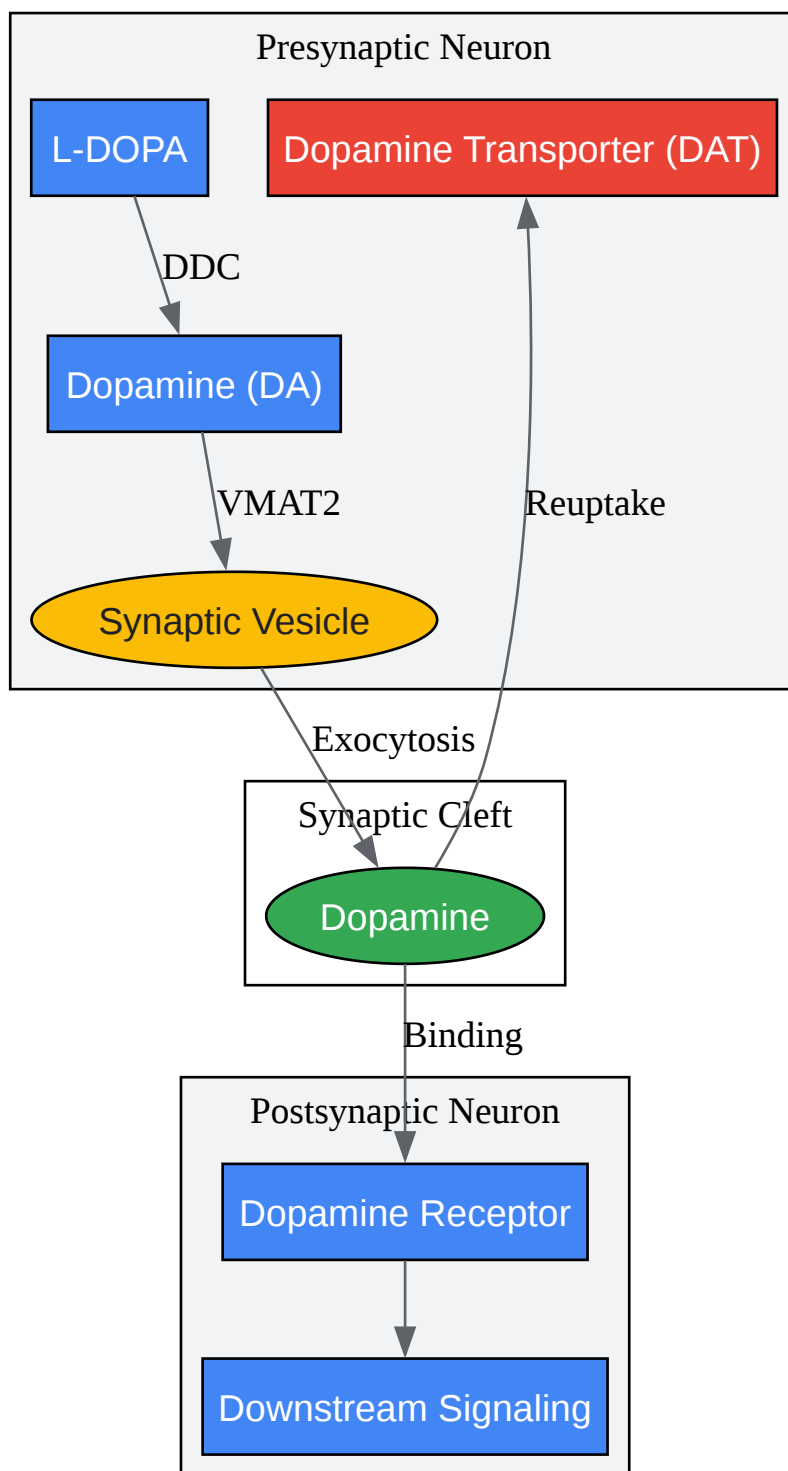 Presynaptic Neuron
L-DOPA
Dopamine Transporter (DAT)
DDC
Dopamine (DA)
VMAT2
Reuptake
Synaptic Vesicle
Exocytosis
Synaptic Cleft
Dopamine
Binding
Postsynaptic Neuron
Dopamine Receptor
Downstream Signaling